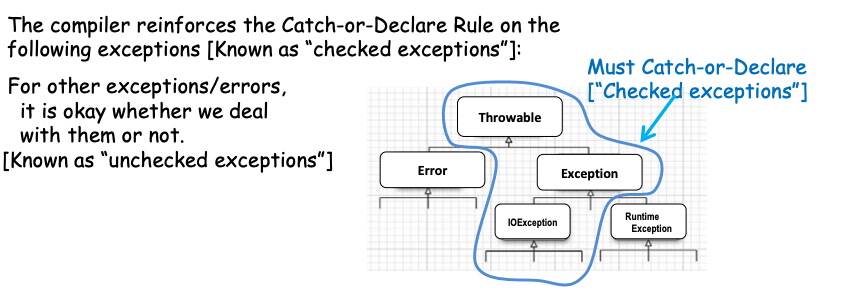 The compiler reinforces the Catch-or-Declare Rule on the
following exceptions [Known as “checked exceptions”]:
For other exceptions/errors,
it is okay whether we deal
with them or not.
[Known as “unchecked exceptions”]
Must Catch-or-Declare
[“Checked exceptions”]
Throwable
Error
Exception
IOException
Runtime
Exception